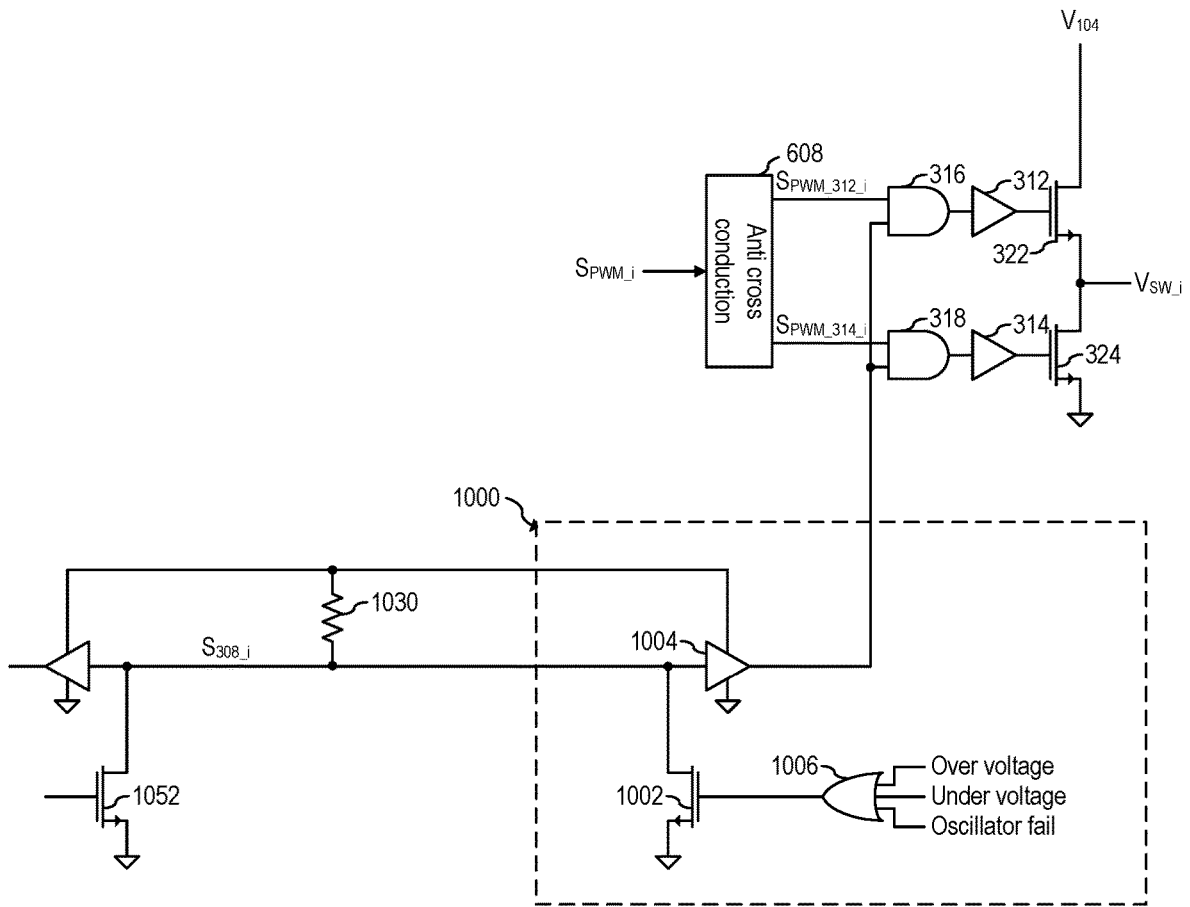 V104
608
SPWM_312_i
316
312
322
Anti cross
conduction
SPWM_i
VSW_i
SPWM_314_i
318
314
324
1000
1030
S308_i
1004
1006
Over voltage
Under voltage
Oscillator fail
1052
1002